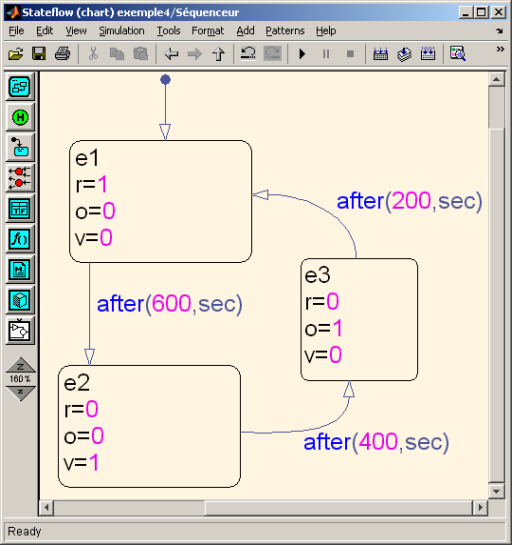 Stateflow (chart) exemple4/Séquenceur
File Edit View Simulation Tools Format Add Patterns Help
e1
r=1
o=0
v=0
after(200,sec)
after(600,sec)
e3
r=0
o=1
v=0
e2
r=0
o=0
v=1
after(400,sec)
160%
Ready